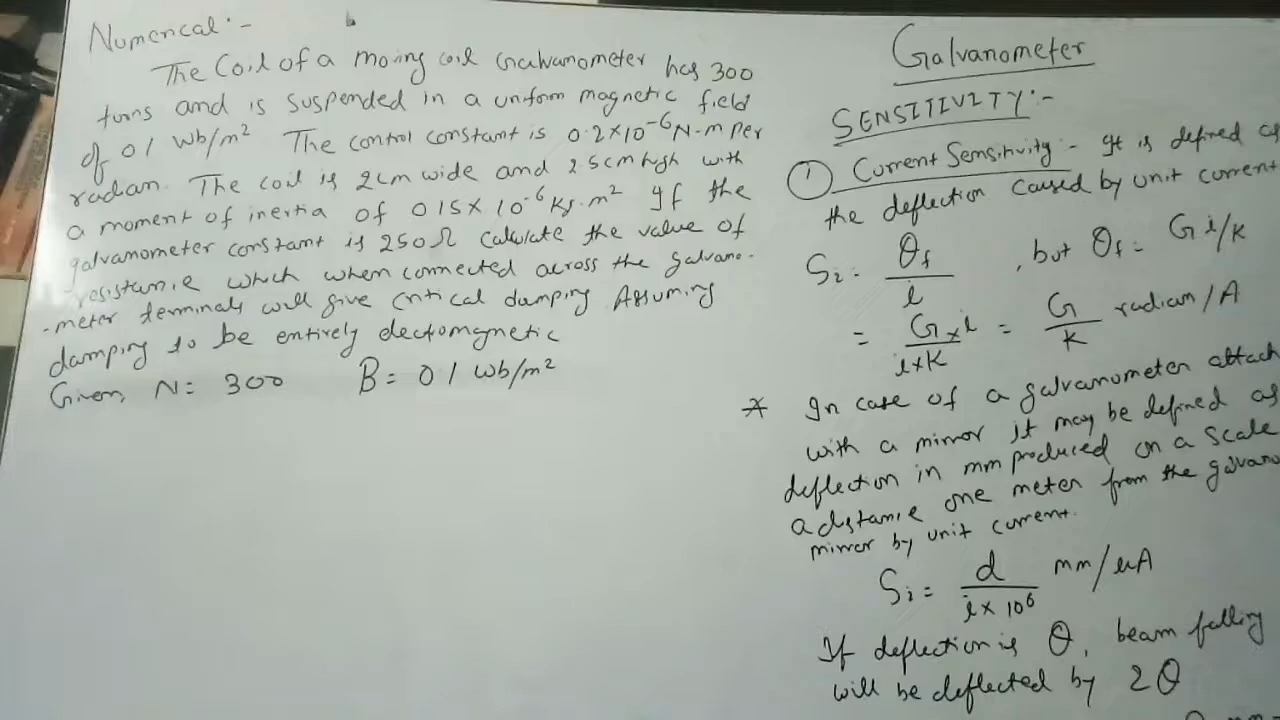 Numerical:-
The Coil of a moving coil Galvanometer has 300
turns and is suspended in a uniform magnetic field
of 0.1 Wb/m² The control constant is 0.2×10⁻⁶ N-m per
radian. The coil is 2cm wide and 2.5cm high with
a moment of inertia of 0.15×10⁻⁶ Kg.m² If the
galvanometer constant is 250Ω Calculate the value of
resistance which when connected across the galvano-
-meter terminals will give critical damping Assuming
damping to be entirely electromagnetic
Given, N= 300 B= 0.1 wb/m²
Galvanometer
SENSITIVITY:-
① Current Sensitivity:- It is defined as
the deflection caused by unit current
Si = θf / i , but θf = Gi/K
= G×i / i×K = G / K radian/A
* In case of a galvanometer attach
with a mirror it may be defined as
deflection in mm produced on a scale
a distance one meter from the galvano
mirror by unit current.
Si = d / i×10⁶ mm/μA
If deflection is θ, beam falling
will be deflected by 2θ